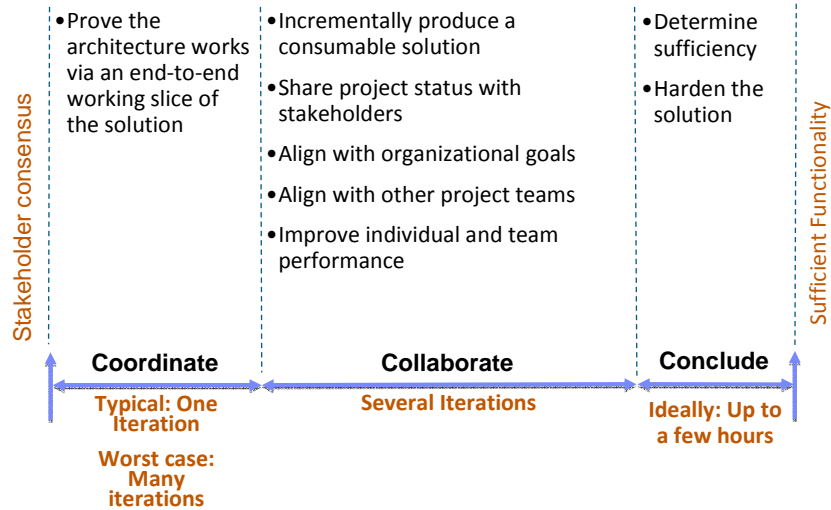 Stakeholder consensus
•Prove the
architecture works
via an end-to-end
working slice of
the solution
•Incrementally produce a
consumable solution
•Share project status with
stakeholders
•Align with organizational goals
•Align with other project teams
•Improve individual and team
performance
•Determine
sufficiency
•Harden the
solution
Sufficient Functionality
Coordinate
Collaborate
Conclude
Typical: One
Iteration
Worst case:
Many
iterations
Several Iterations
Ideally: Up to
a few hours